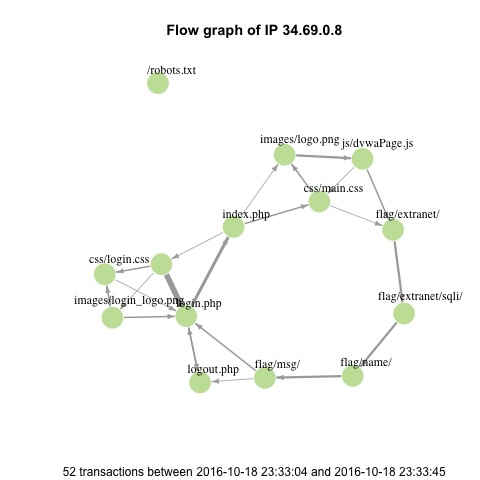 Flow graph of IP 34.69.0.8
/robots.txt
images/logo.png
js/dvwaPage.js
css/main.css
index.php
flag/extranet/
css/login.css
images/login_logo.png
login.php
flag/extranet/sqli/
logout.php
flag/msg/
flag/name/
52 transactions between 2016-10-18 23:33:04 and 2016-10-18 23:33:45